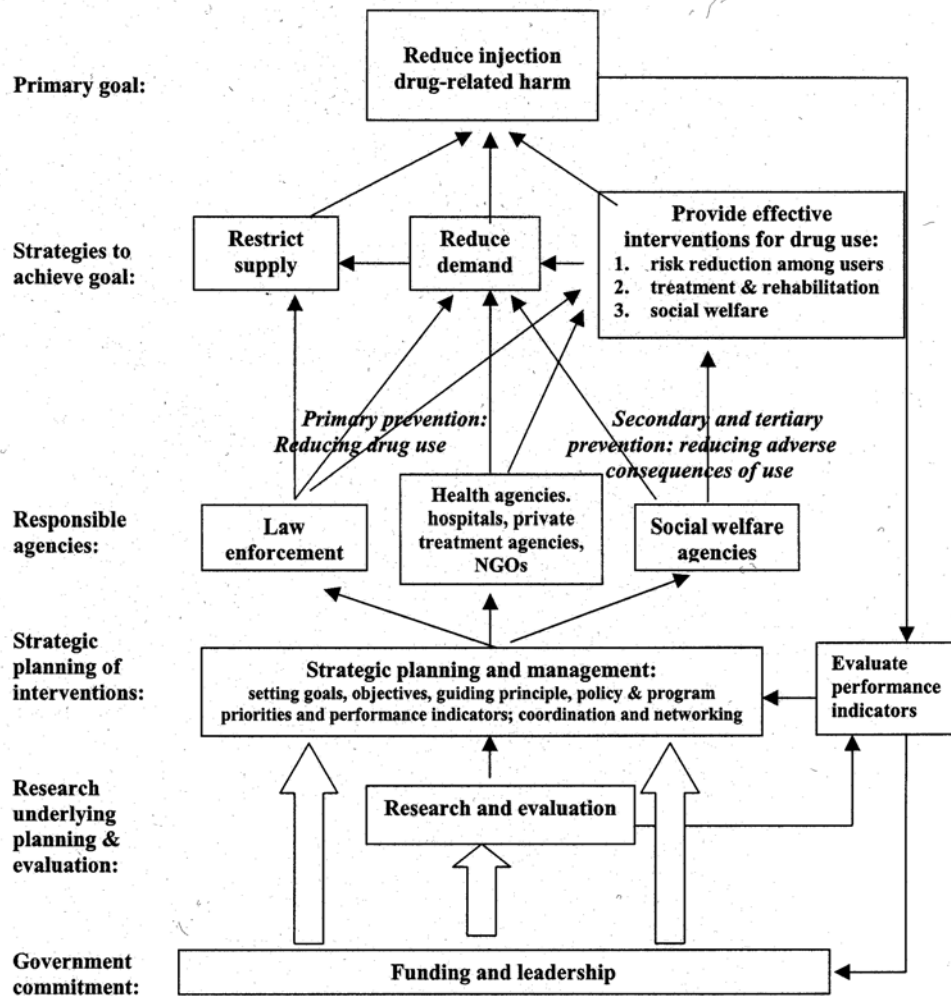 Reduce injection
drug-related harm
Primary goal:
Provide effective
interventions for drug use:
1. risk reduction among users
2. treatment & rehabilitation
3. social welfare
Restrict
supply
Reduce
demand
Strategies to
achieve goal:
Primary prevention:
Reducing drug use
Secondary and tertiary
prevention: reducing adverse
consequences of use
Responsible
agencies:
Law
enforcement
Health agencies.
hospitals, private
treatment agencies,
NGOs
Social welfare
agencies
Strategic
planning of
interventions:
Strategic planning and management:
setting goals, objectives, guiding principle, policy & program
priorities and performance indicators; coordination and networking
Evaluate
performance
indicators
Research
underlying
planning &
evaluation:
Research and evaluation
Government
commitment:
Funding and leadership